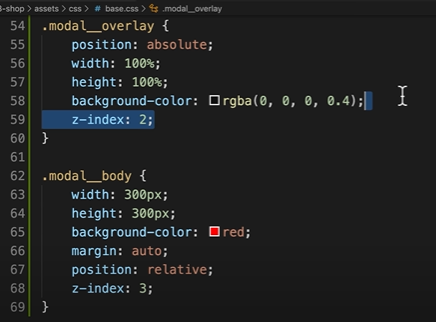 3-shop > assets > css > base.css > .modal__overlay
54 .modal__overlay {
55 position: absolute;
56 width: 100%;
57 height: 100%;
58 background-color: rgba(0, 0, 0, 0.4);
59 z-index: 2;
60 }
61
62 .modal__body {
63 width: 300px;
64 height: 300px;
65 background-color: red;
66 margin: auto;
67 position: relative;
68 z-index: 3;
69 }